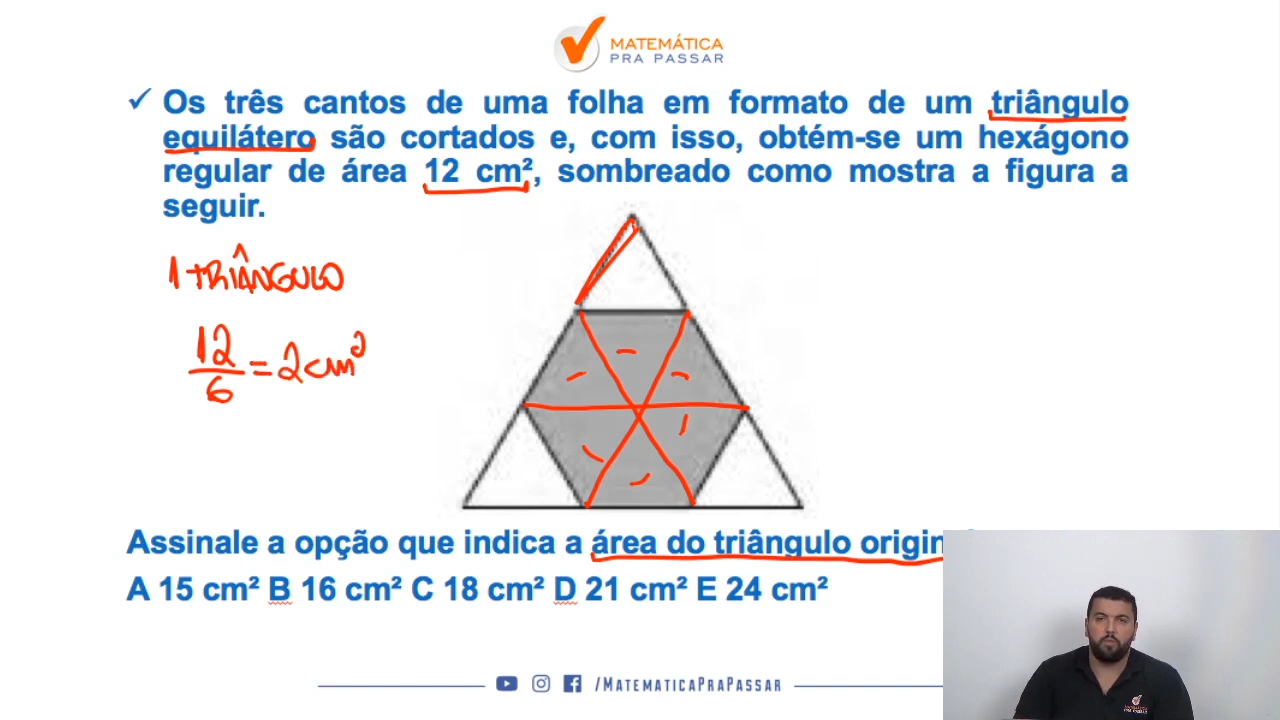 MATEMÁTICA
PRA PASSAR
✓ Os três cantos de uma folha em formato de um triângulo
equilátero são cortados e, com isso, obtém-se um hexágono
regular de área 12 cm², sombreado como mostra a figura a
seguir.
1 TRIÂNGULO
12/6 = 2cm²
Assinale a opção que indica a área do triângulo
A 15 cm² B 16 cm² C 18 cm² D 21 cm² E 24 cm²
/MATEMATICAPRAPASSAR